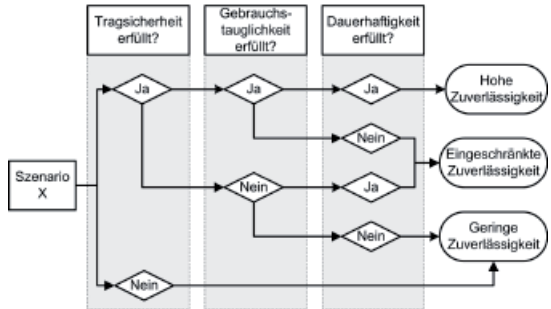 Tragsicherheit
erfüllt?
Gebrauchs-
tauglichkeit
erfüllt?
Dauerhaftigkeit
erfüllt?
Ja
Ja
Ja
Hohe
Zuverlässigkeit
Nein
Eingeschränkte
Zuverlässigkeit
Szenario
X
Nein
Ja
Nein
Geringe
Zuverlässigkeit
Nein